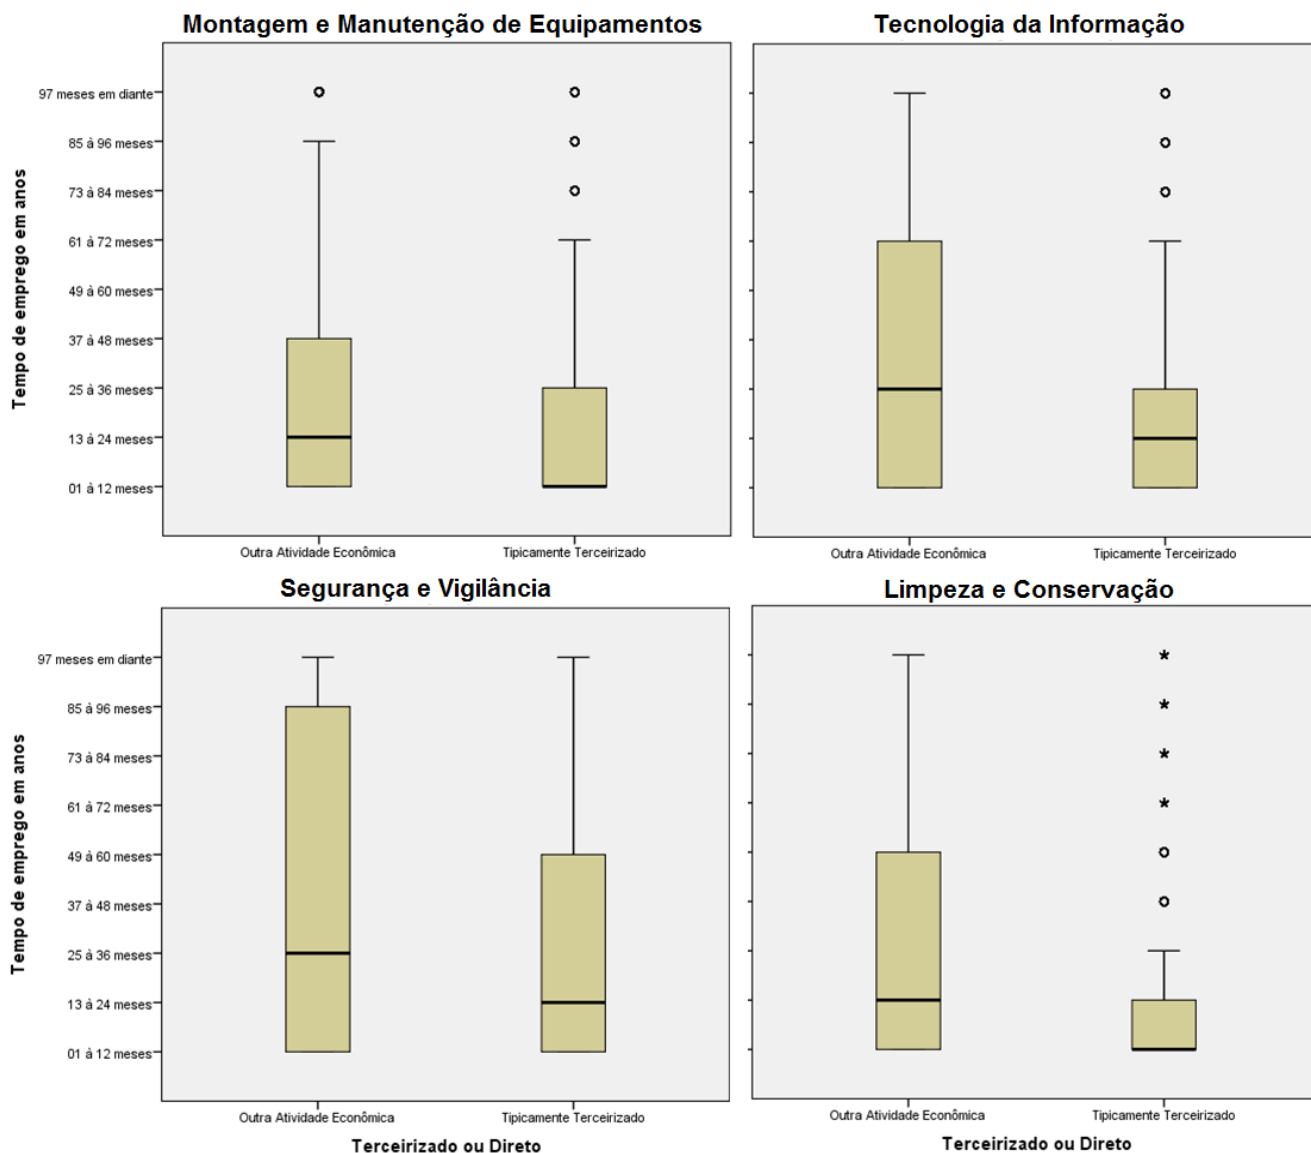 Montagem e Manutenção de Equipamentos
Tecnologia da Informação
Tempo de emprego em anos
97 meses em diante
85 à 96 meses
73 à 84 meses
61 à 72 meses
49 à 60 meses
37 à 48 meses
25 à 36 meses
13 à 24 meses
01 à 12 meses
Outra Atividade Econômica
Tipicamente Terceirizado
Outra Atividade Econômica
Tipicamente Terceirizado
Segurança e Vigilância
Limpeza e Conservação
Tempo de emprego em anos
97 meses em diante
85 à 96 meses
73 à 84 meses
61 à 72 meses
49 à 60 meses
37 à 48 meses
25 à 36 meses
13 à 24 meses
01 à 12 meses
Outra Atividade Econômica
Tipicamente Terceirizado
Outra Atividade Econômica
Tipicamente Terceirizado
Terceirizado ou Direto
Terceirizado ou Direto